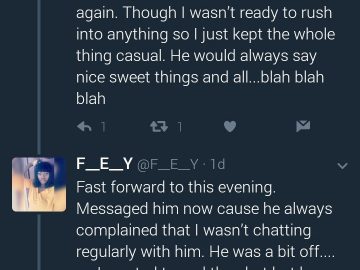 again. Though I wasn't ready to rush
into anything so I just kept the whole
thing casual. He would always say
nice sweet things and all...blah blah
blah
1 1
F__E__Y @F__E__Y · 1d
Fast forward to this evening.
Messaged him now cause he always
complained that I wasn't chatting
regularly with him. He was a bit off....